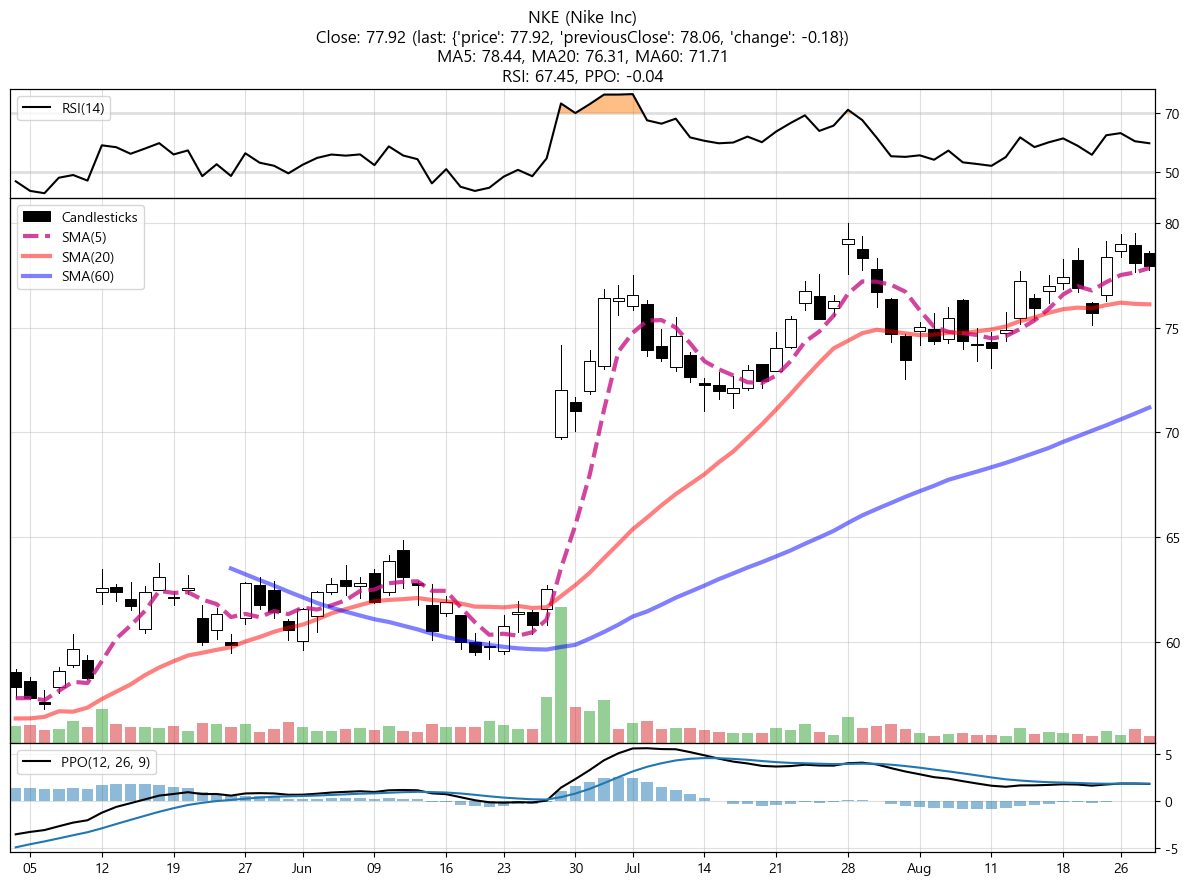 NKE (Nike Inc)
Close: 77.92 (last: {'price': 77.92, 'previousClose': 78.06, 'change': -0.18})
MA5: 78.44, MA20: 76.31, MA60: 71.71
RSI: 67.45, PPO: -0.04
RSI(14)
70
50
Candlesticks
SMA(5)
SMA(20)
SMA(60)
80
75
70
65
60
PPO(12, 26, 9)
5
0
-5
05 12 19 27 Jun 09 16 23 30 Jul 14 21 28 Aug 11 18 26